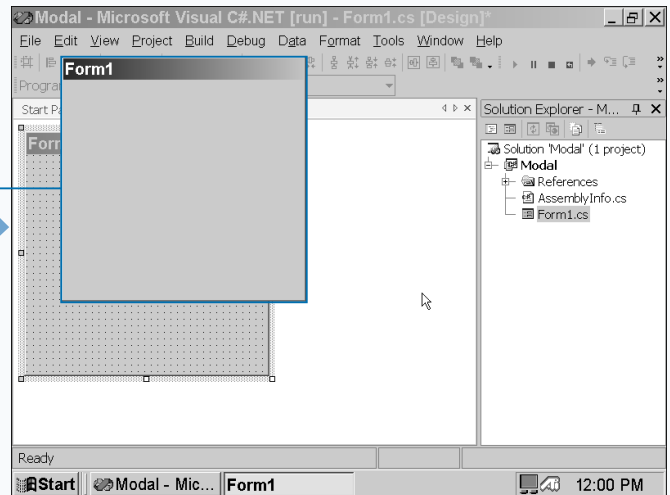 Modal - Microsoft Visual C#.NET [run] - Form1.cs [Design]*
File Edit View Project Build Debug Data Format Tools Window Help
Form1
Progra
Start Pa
Form
Solution Explorer - M...
Solution 'Modal' (1 project)
Modal
References
AssemblyInfo.cs
Form1.cs
Ready
Start
Modal - Mic...
Form1
12:00 PM